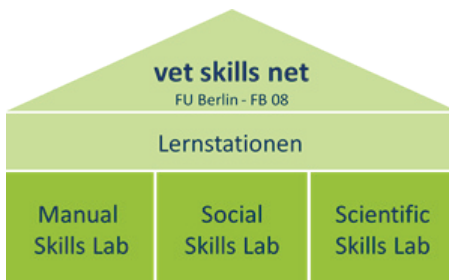 vet skills net
FU Berlin - FB 08
Lernstationen
Manual
Skills Lab
Social
Skills Lab
Scientific
Skills Lab